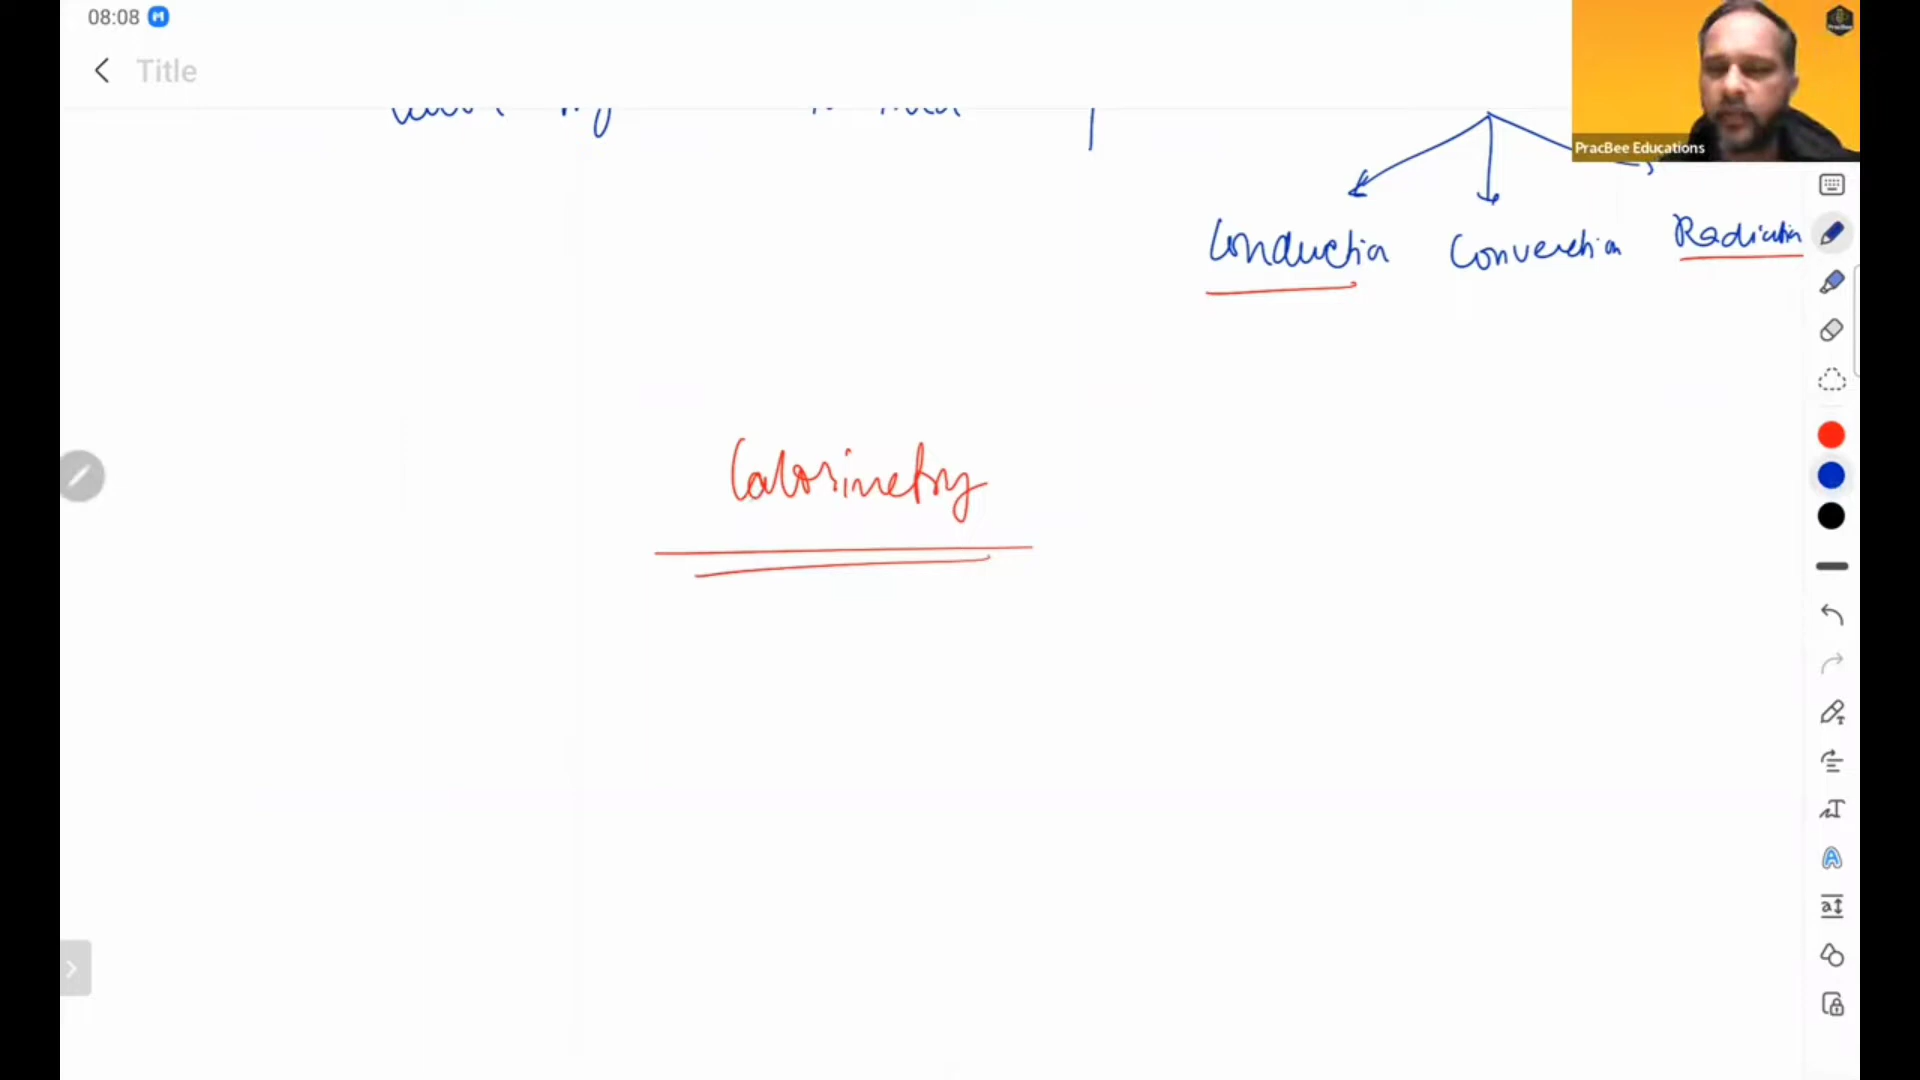 08:08
Title
PracBee Educations
Conduction Convection Radiation
Calorimetry